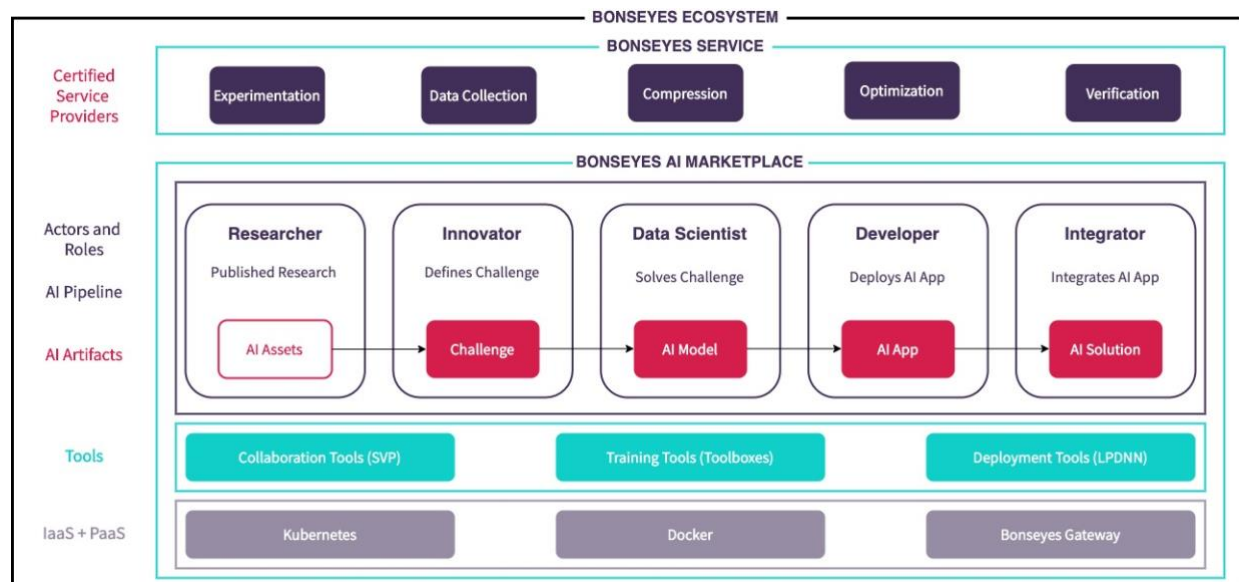 BONSEYES ECOSYSTEM
BONSEYES SERVICE
Certified
Service
Providers
Experimentation
Data Collection
Compression
Optimization
Verification
BONSEYES AI MARKETPLACE
Actors and
Roles
AI Pipeline
AI Artifacts
Researcher
Published Research
AI Assets
Innovator
Defines Challenge
Challenge
Data Scientist
Solves Challenge
AI Model
Developer
Deploys AI App
AI App
Integrator
Integrates AI App
AI Solution
Tools
Collaboration Tools (SVP)
Training Tools (Toolboxes)
Deployment Tools (LPDNN)
IaaS + PaaS
Kubernetes
Docker
Bonseyes Gateway